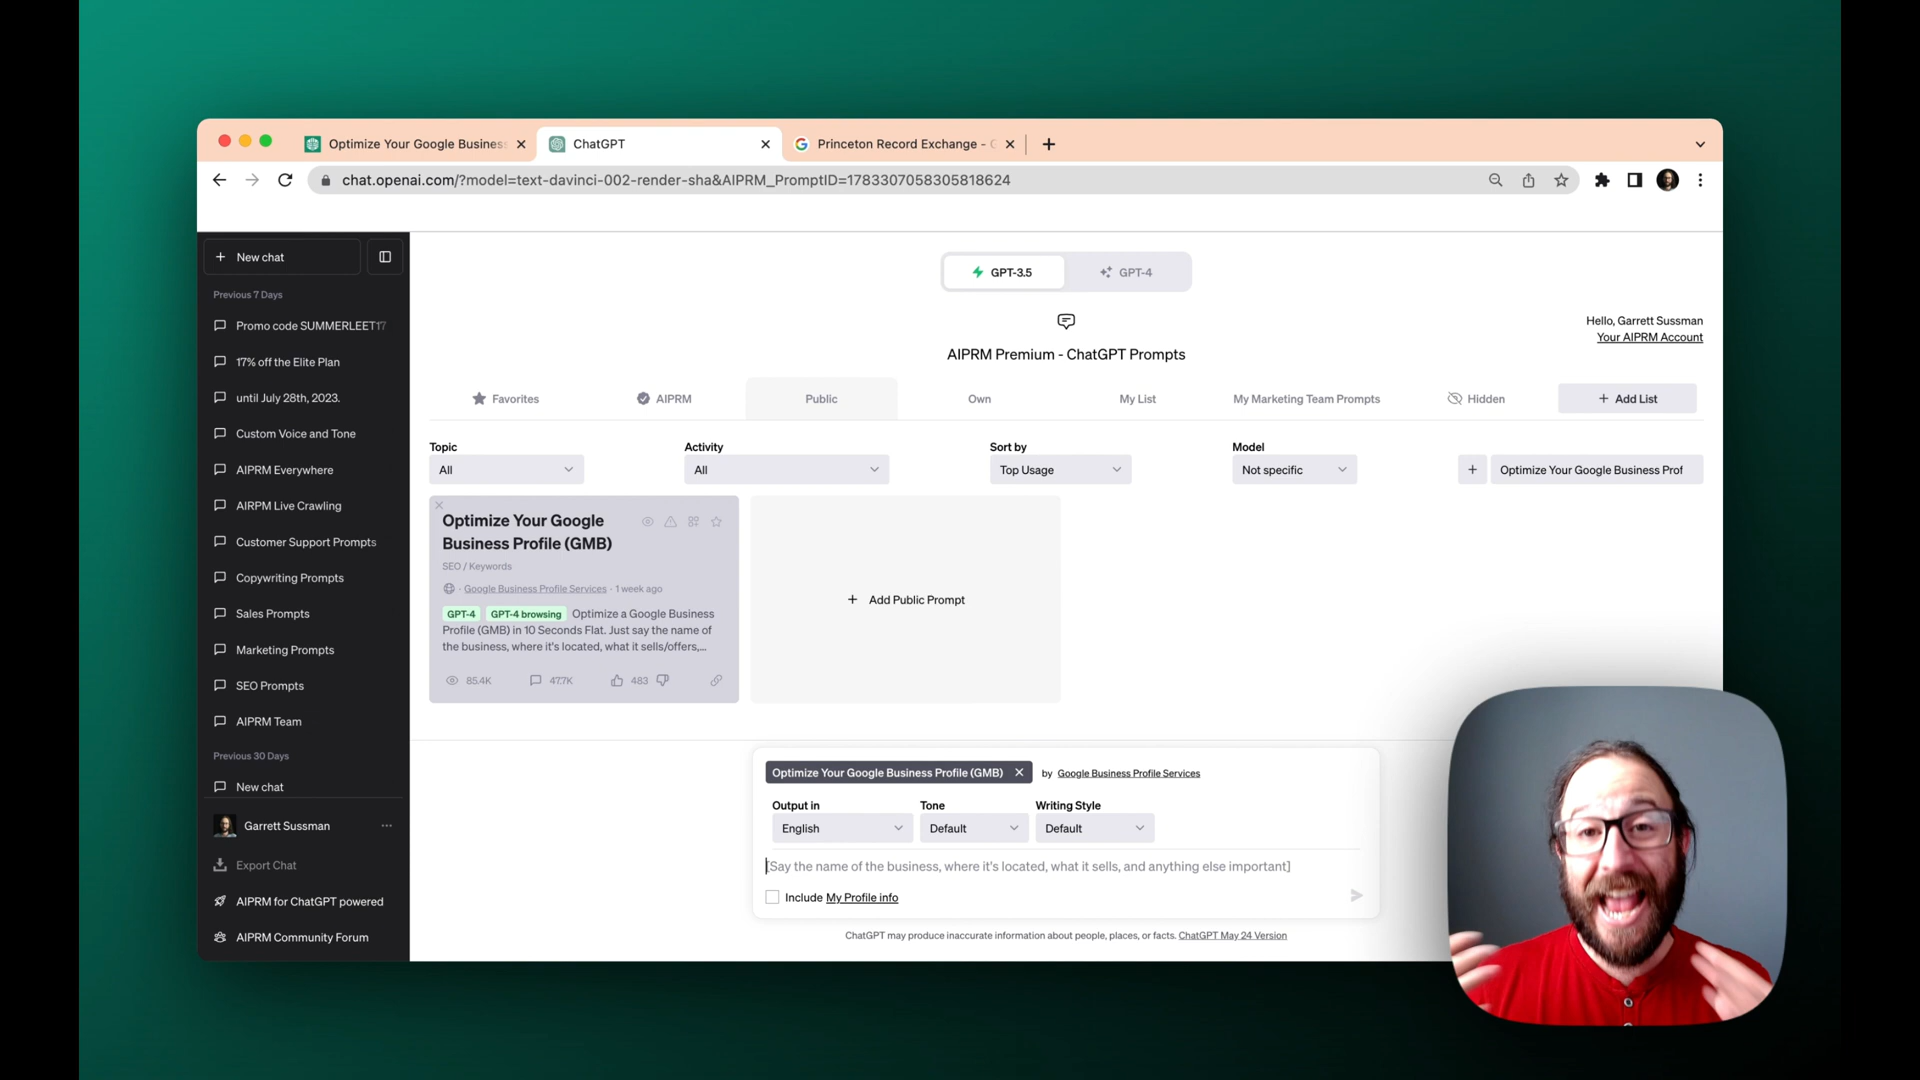 Optimize Your Google Business
ChatGPT
Princeton Record Exchange -
chat.openai.com/?model=text-davinci-002-render-sha&AIPRM_PromptID=1783307058305818624
New chat
Previous 7 Days
Promo code SUMMERLEET17
17% off the Elite Plan
until July 28th, 2023.
Custom Voice and Tone
AIPRM Everywhere
AIRPM Live Crawling
Customer Support Prompts
Copywriting Prompts
Sales Prompts
Marketing Prompts
SEO Prompts
AIPRM Team
Previous 30 Days
New chat
Garrett Sussman
Export Chat
AIPRM for ChatGPT powered
AIPRM Community Forum
GPT-3.5
GPT-4
Hello, Garrett Sussman
Your AIPRM Account
AIPRM Premium - ChatGPT Prompts
Favorites
AIPRM
Public
Own
My List
My Marketing Team Prompts
Hidden
+ Add List
Topic
All
Activity
All
Sort by
Top Usage
Model
Not specific
+
Optimize Your Google Business Prof
Optimize Your Google
Business Profile (GMB)
SEO / Keywords
· Google Business Profile Services · 1 week ago
GPT-4 GPT-4 browsing Optimize a Google Business
Profile (GMB) in 10 Seconds Flat. Just say the name of
the business, where it's located, what it sells/offers,...
85.4K
47.7K
483
+ Add Public Prompt
Optimize Your Google Business Profile (GMB)
by Google Business Profile Services
Output in
English
Tone
Default
Writing Style
Default
[Say the name of the business, where it's located, what it sells, and anything else important]
Include My Profile info
ChatGPT may produce inaccurate information about people, places, or facts. ChatGPT May 24 Version